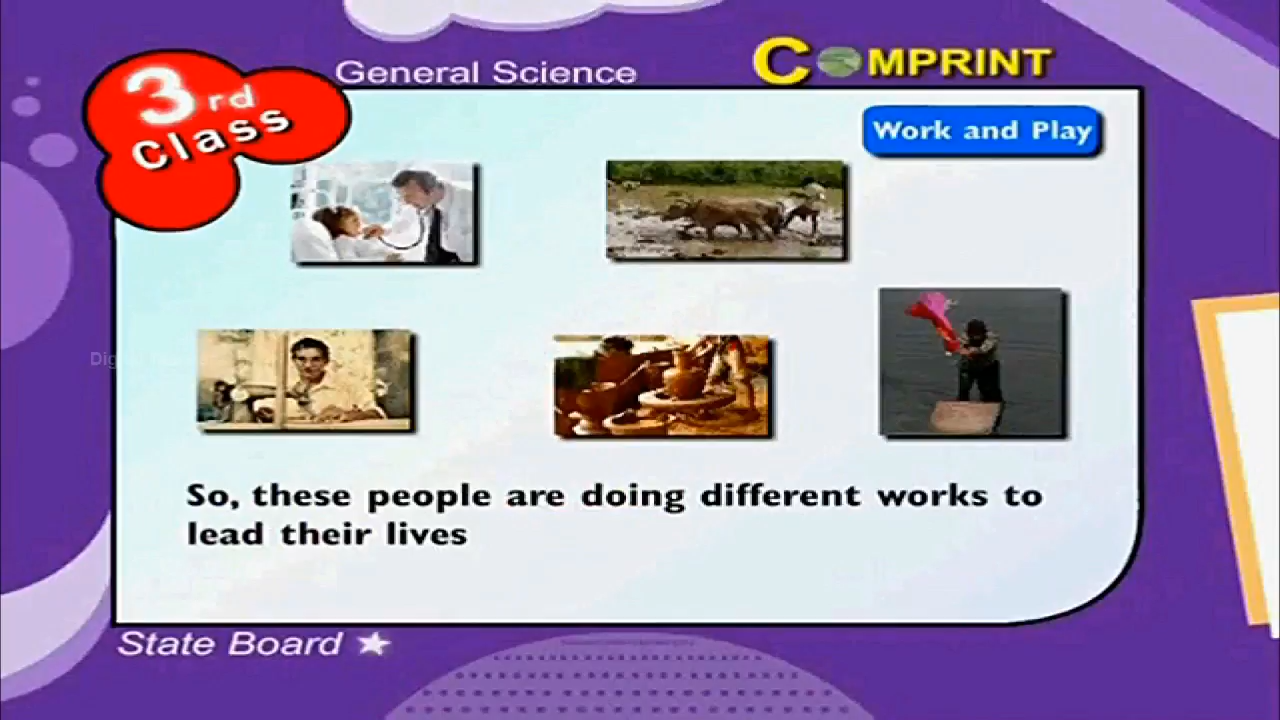 General Science
COMPRINT
3rd
Class
Work and Play
So, these people are doing different works to
lead their lives
State Board